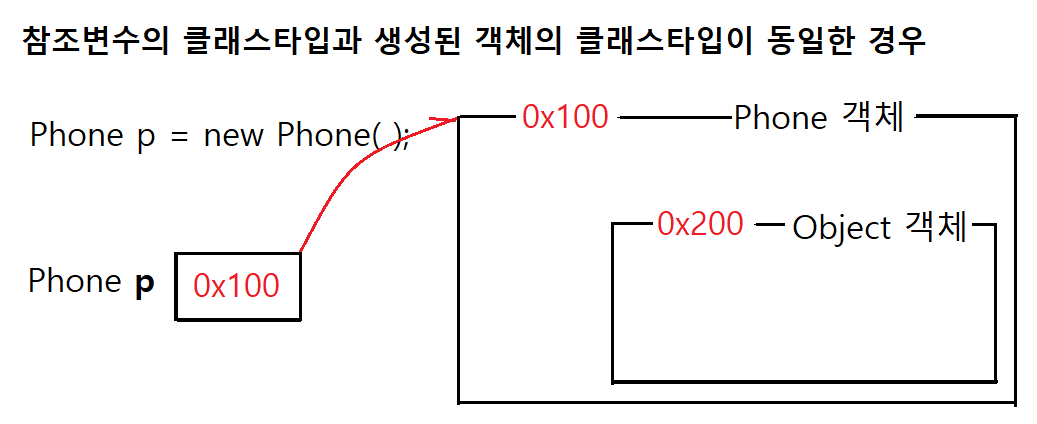 참조변수의 클래스타입과 생성된 객체의 클래스타입이 동일한 경우
Phone p = new Phone( );
0x100 Phone 객체
0x200 Object 객체
Phone p 0x100